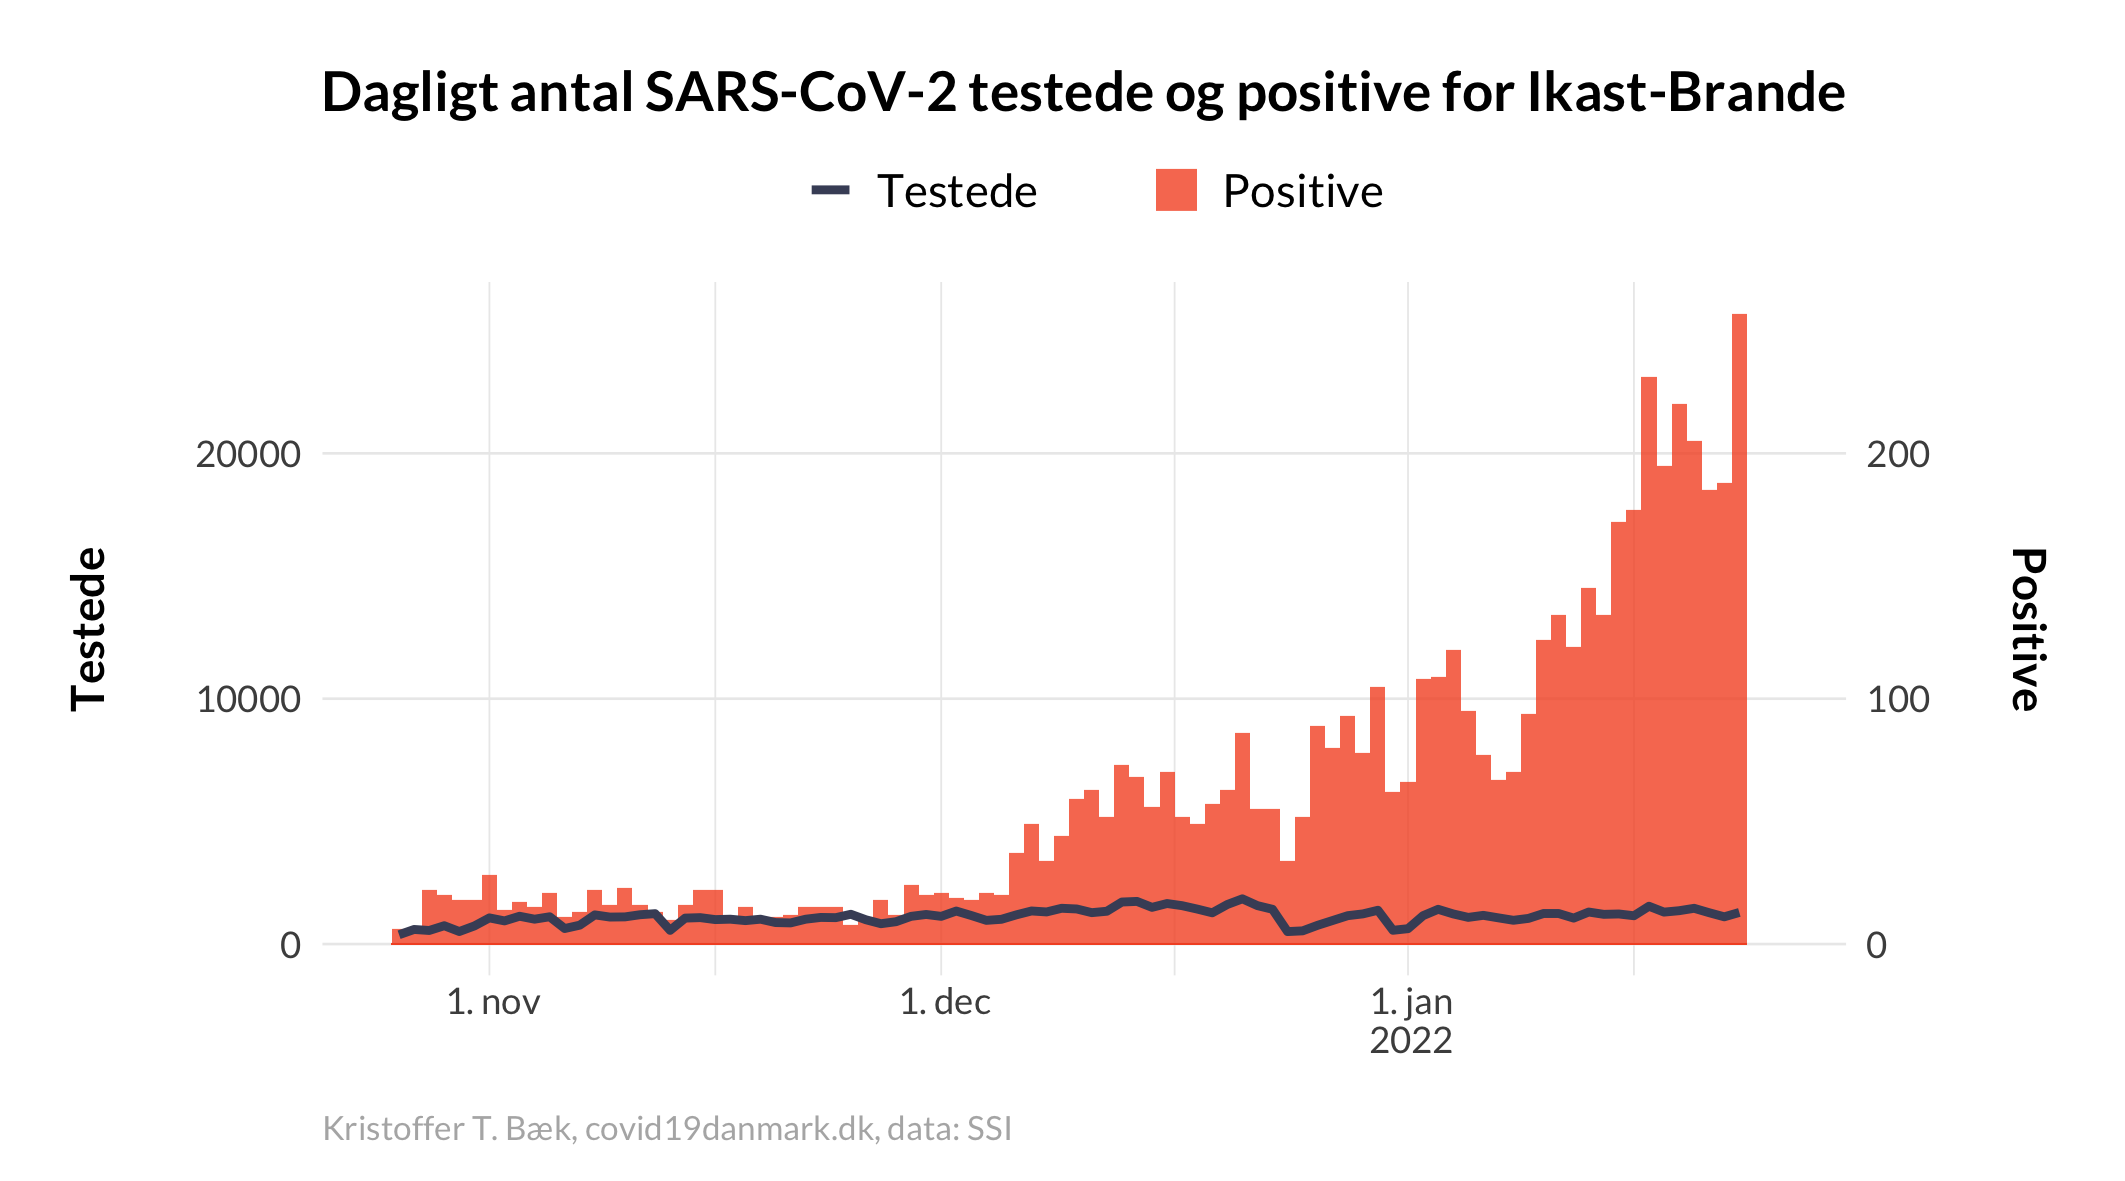 Dagligt antal SARS-CoV-2 testede og positive for Ikast-Brande
Testede
Positive
Testede
20000
10000
0
200
100
0
Positive
1. nov
1. dec
1. jan
2022
Kristoffer T. Bæk, covid19danmark.dk, data: SSI